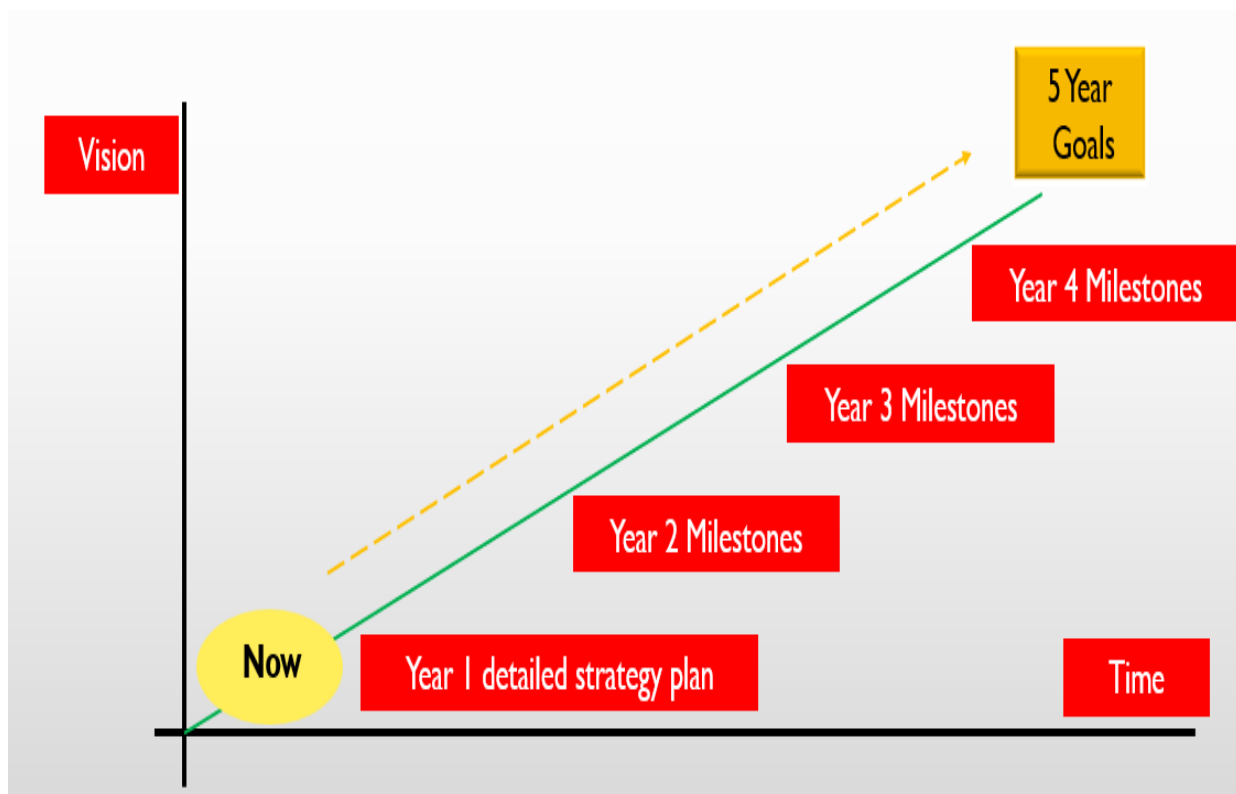 5 Year
Goals
Vision
Year 4 Milestones
Year 3 Milestones
Year 2 Milestones
Now
Year 1 detailed strategy plan
Time